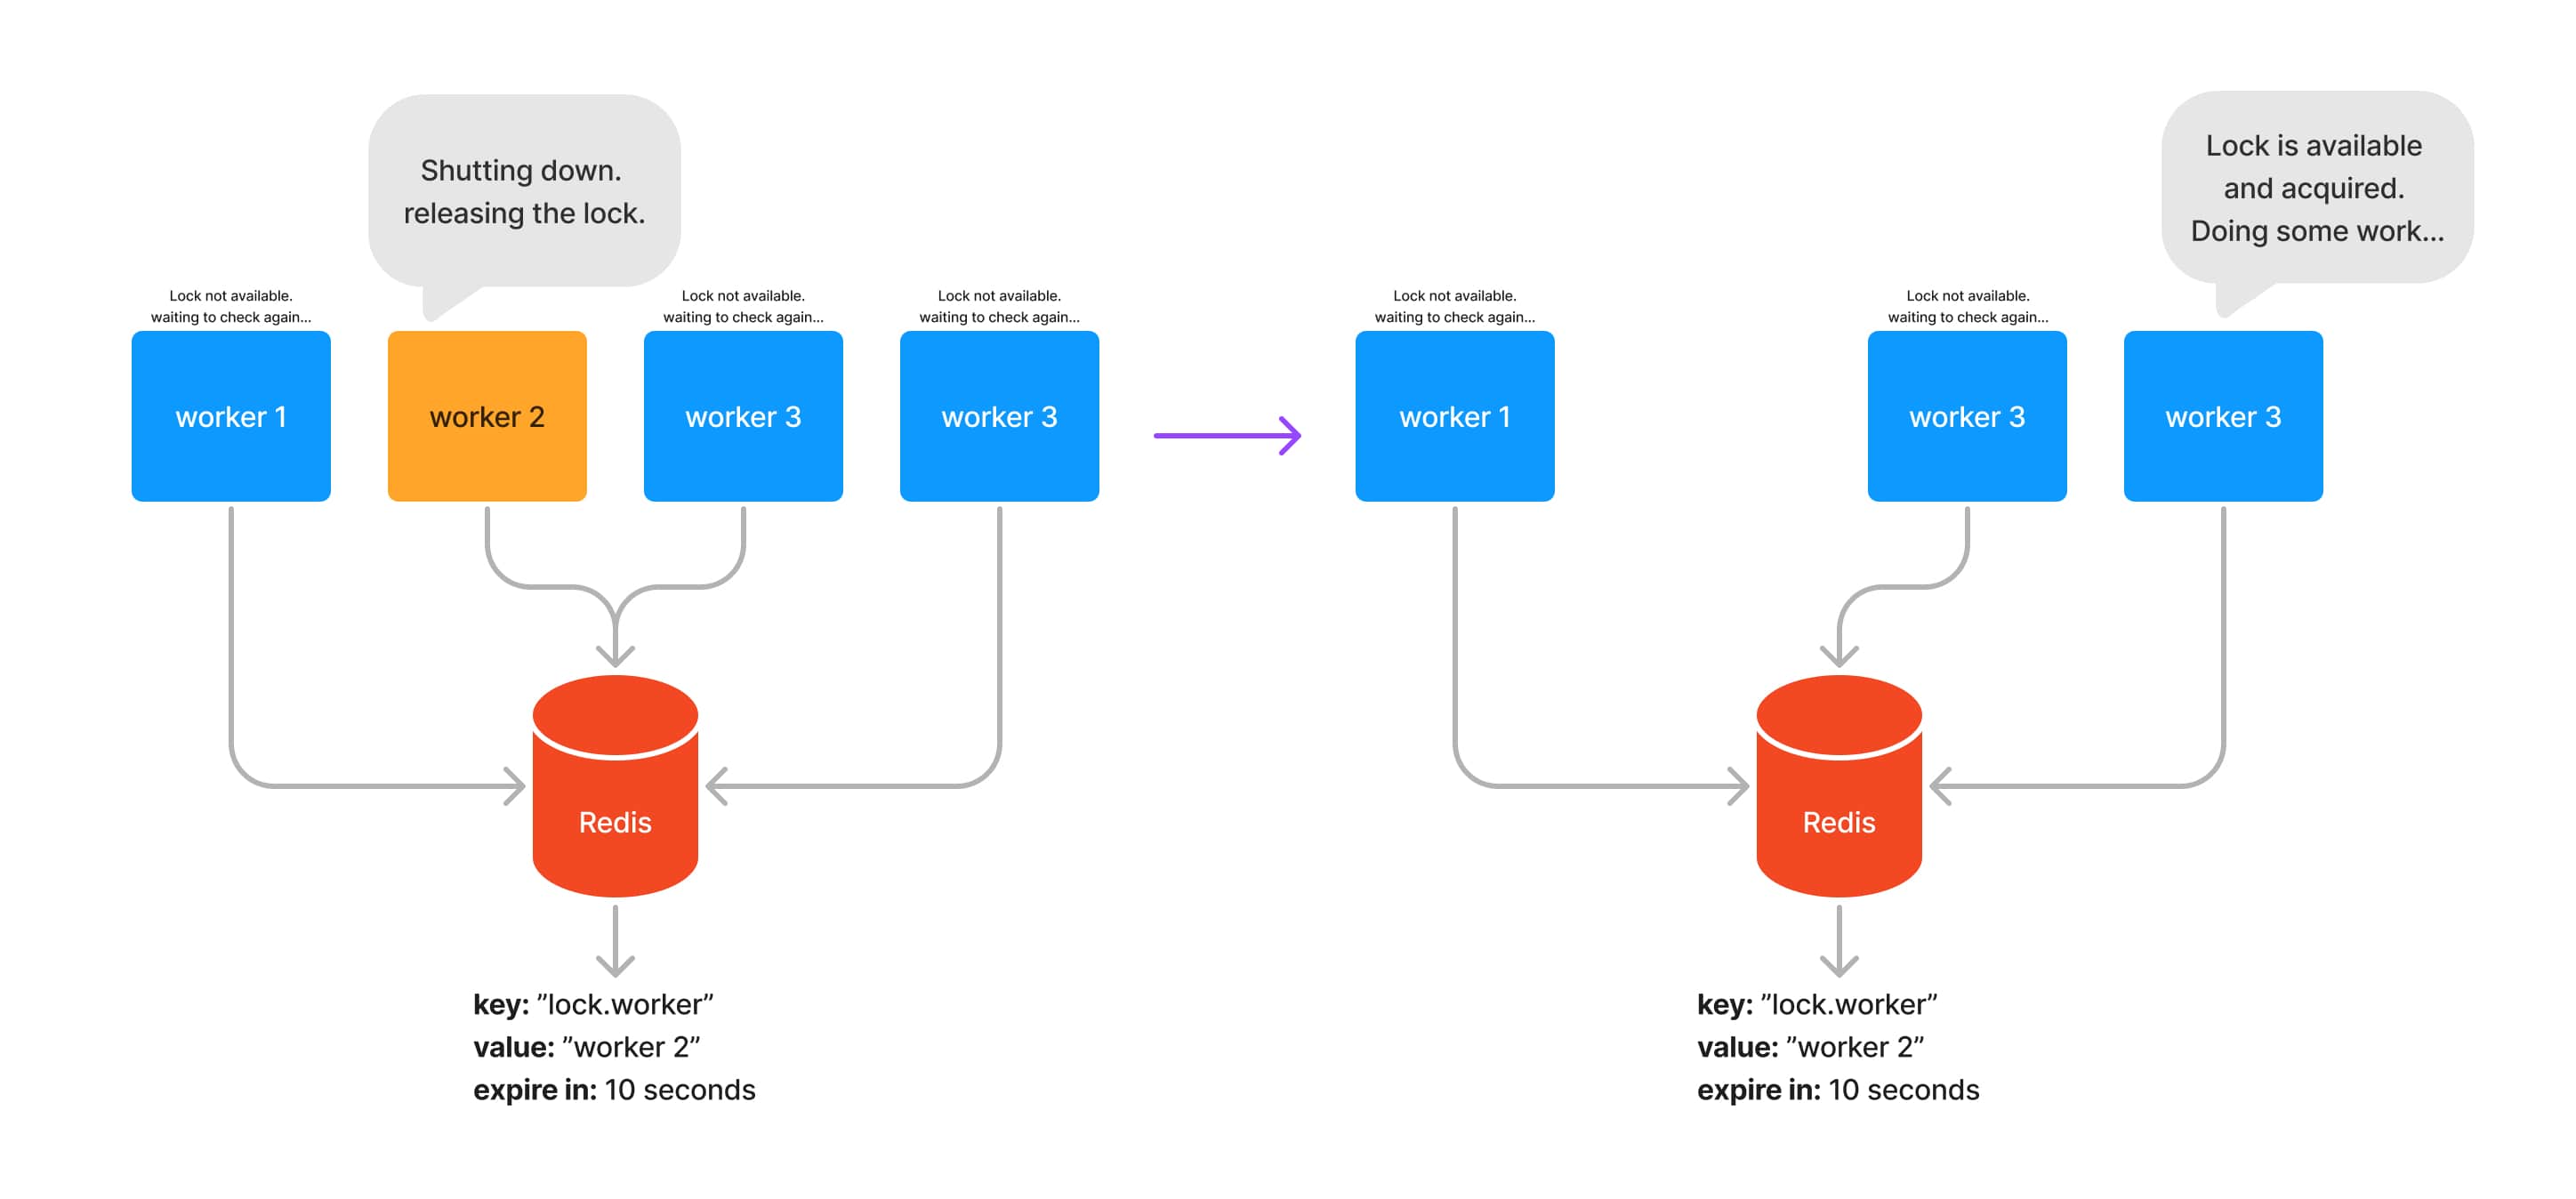 Shutting down.
releasing the lock.
Lock not available.
waiting to check again...
Lock not available.
waiting to check again...
Lock not available.
waiting to check again...
worker 1
worker 2
worker 3
worker 3
Redis
key: ”lock.worker”
value: ”worker 2”
expire in: 10 seconds
Lock is available
and acquired.
Doing some work...
Lock not available.
waiting to check again...
Lock not available.
waiting to check again...
worker 1
worker 3
worker 3
Redis
key: ”lock.worker”
value: ”worker 2”
expire in: 10 seconds